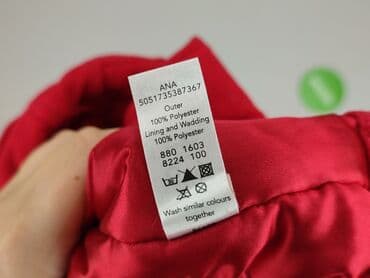 ANA
5051735387367
Outer
100% Polyester
Lining and Wadding
100% Polyester
880 1603
8224 100
Wash similar colours
together